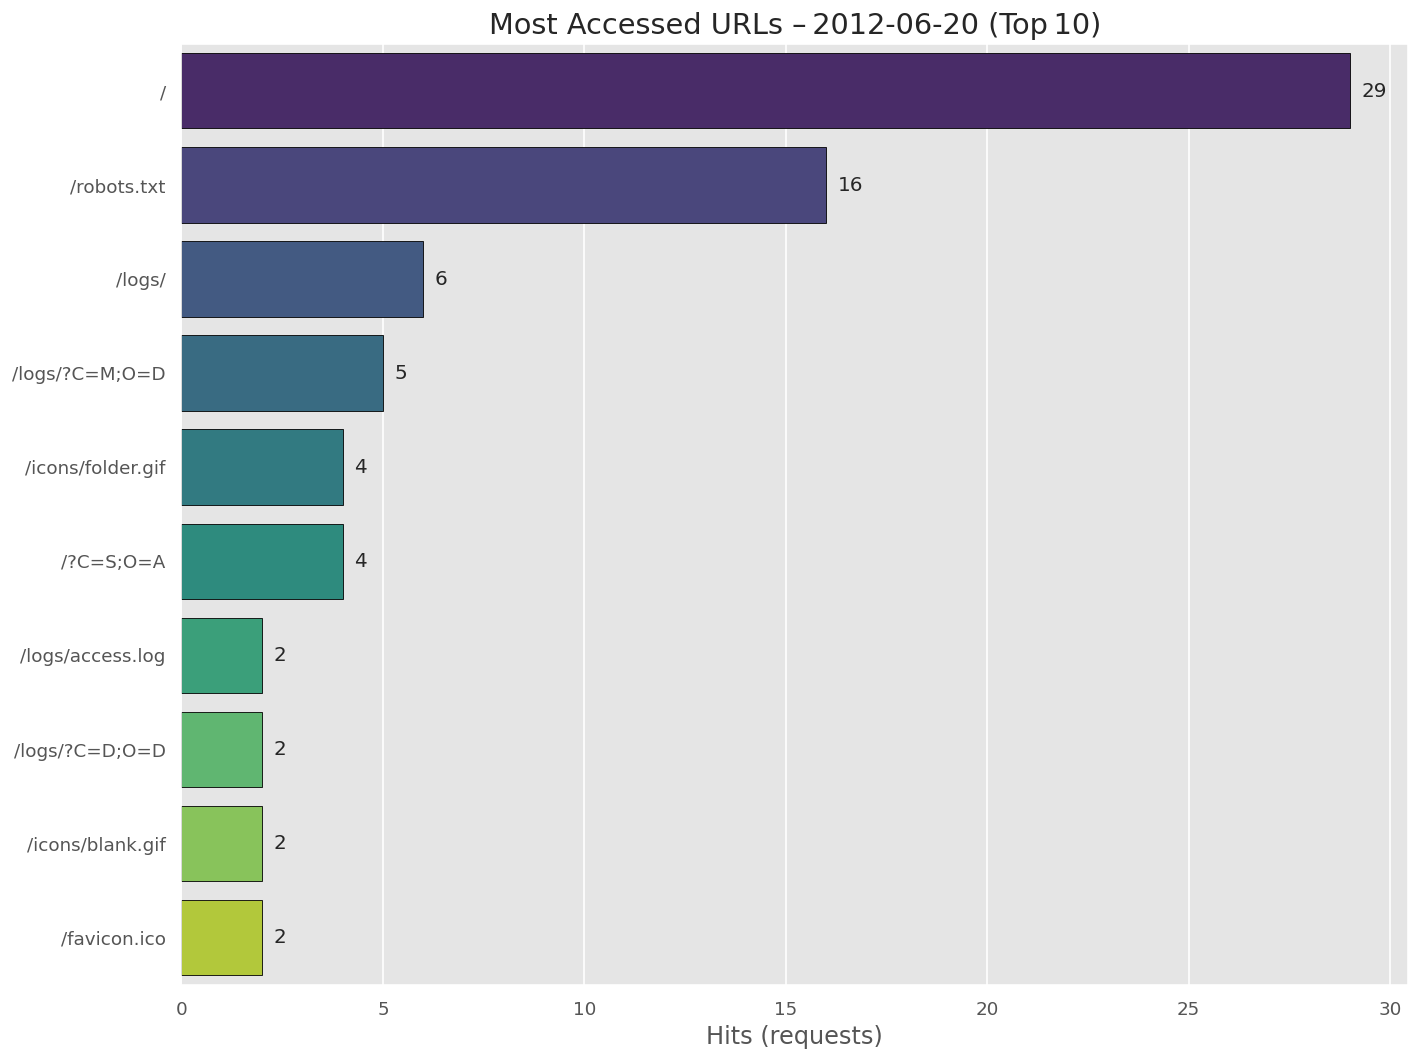 Most Accessed URLs – 2012-06-20 (Top 10)
/ 29
/robots.txt 16
/logs/ 6
/logs/?C=M;O=D 5
/icons/folder.gif 4
/?C=S;O=A 4
/logs/access.log 2
/logs/?C=D;O=D 2
/icons/blank.gif 2
/favicon.ico 2
0 5 10 15 20 25 30
Hits (requests)